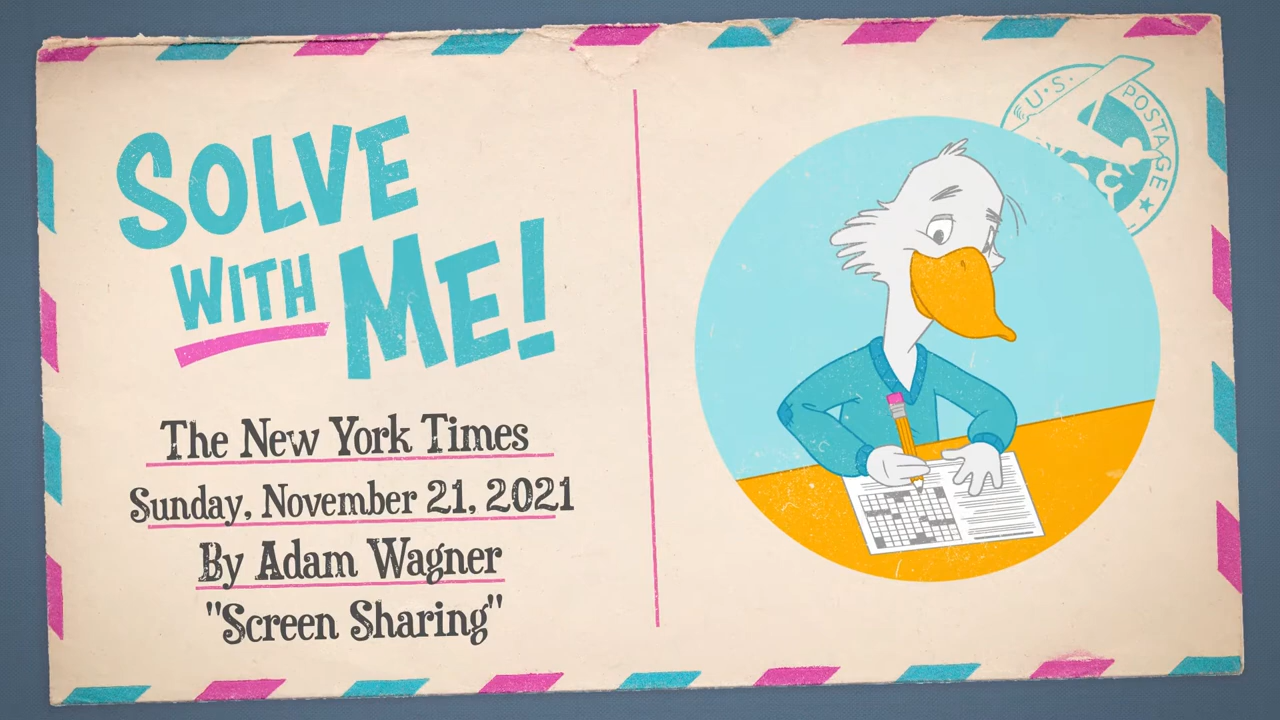 SOLVE
WITH ME!
The New York Times
Sunday, November 21, 2021
By Adam Wagner
"Screen Sharing"
U.S. POSTAGE